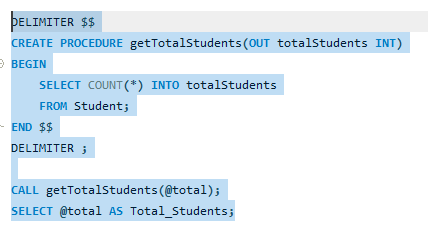 DELIMITER $$
CREATE PROCEDURE getTotalStudents(OUT totalStudents INT)
BEGIN
    SELECT COUNT(*) INTO totalStudents
    FROM Student;
END $$
DELIMITER ;

CALL getTotalStudents(@total);
SELECT @total AS Total_Students;